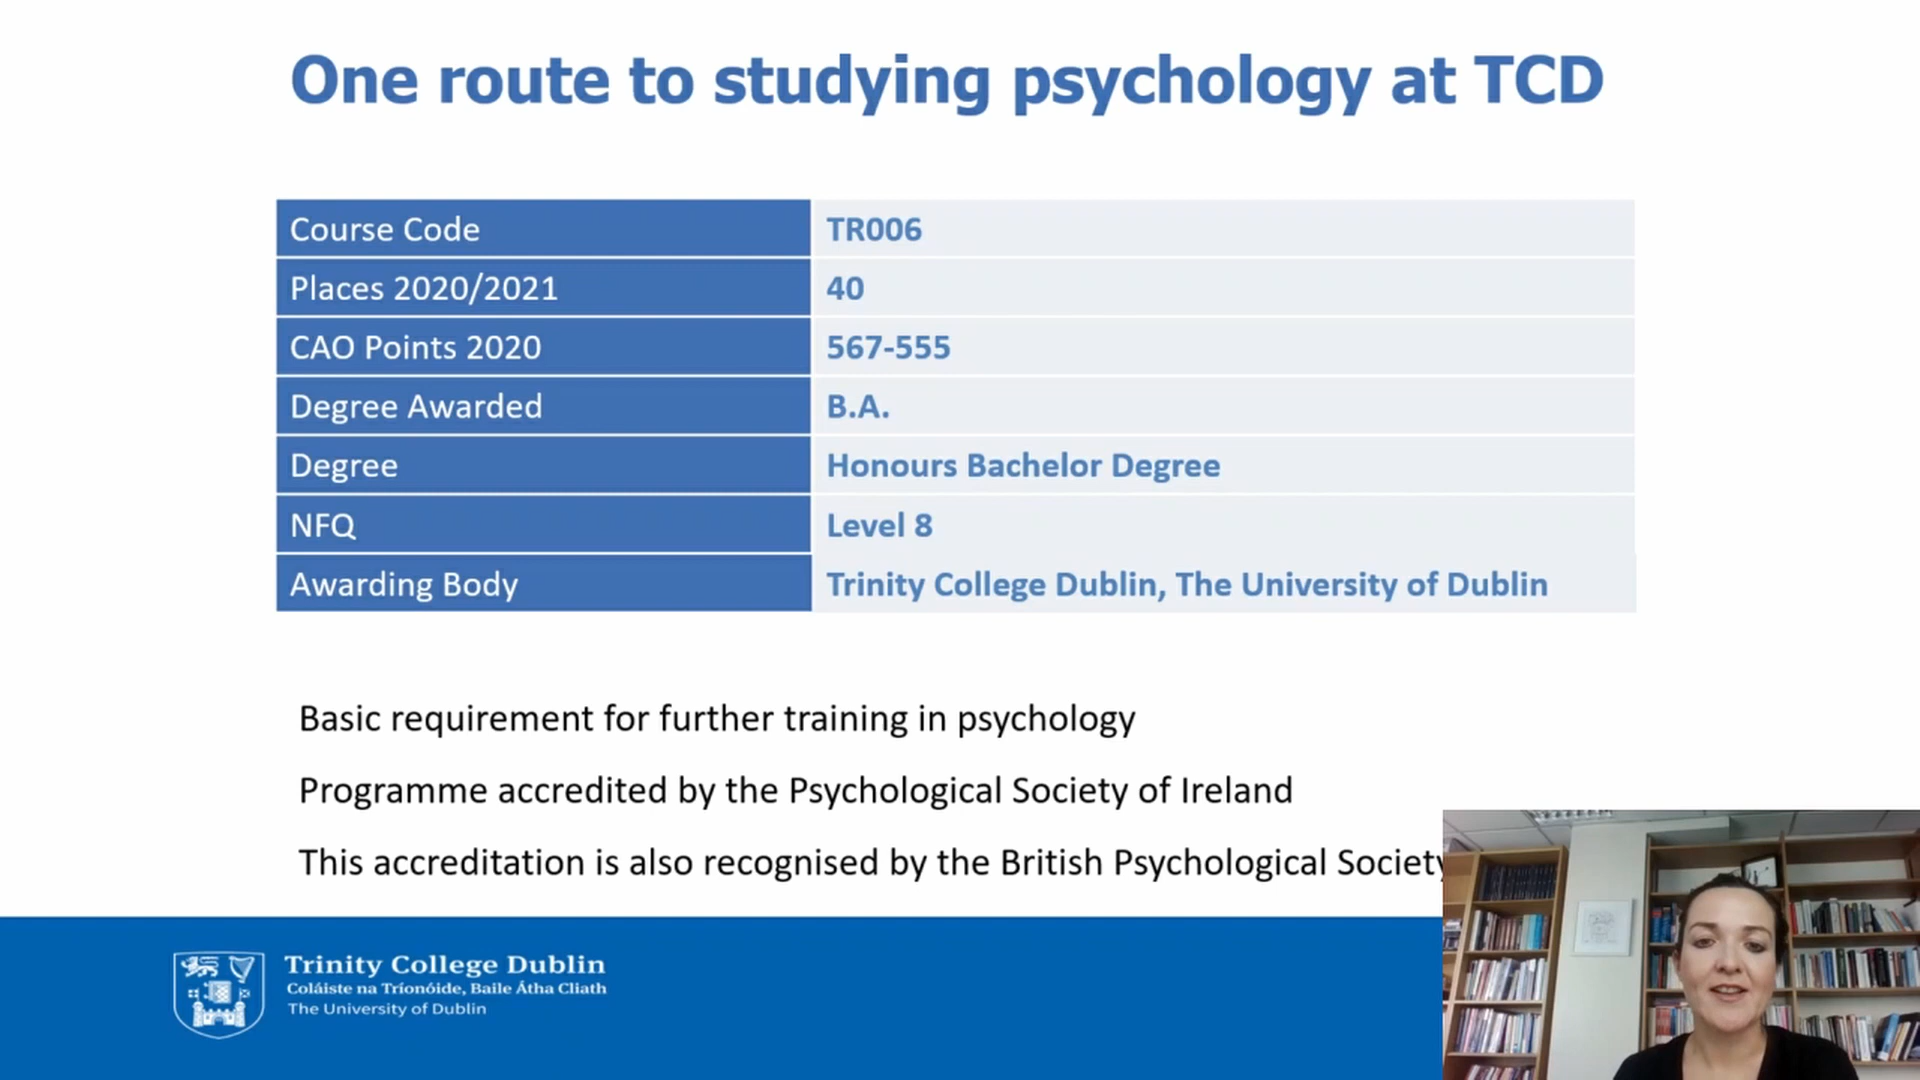 One route to studying psychology at TCD
Course Code TR006
Places 2020/2021 40
CAO Points 2020 567-555
Degree Awarded B.A.
Degree Honours Bachelor Degree
NFQ Level 8
Awarding Body Trinity College Dublin, The University of Dublin
Basic requirement for further training in psychology
Programme accredited by the Psychological Society of Ireland
This accreditation is also recognised by the British Psychological Society
Trinity College Dublin
Coláiste na Tríonóide, Baile Átha Cliath
The University of Dublin